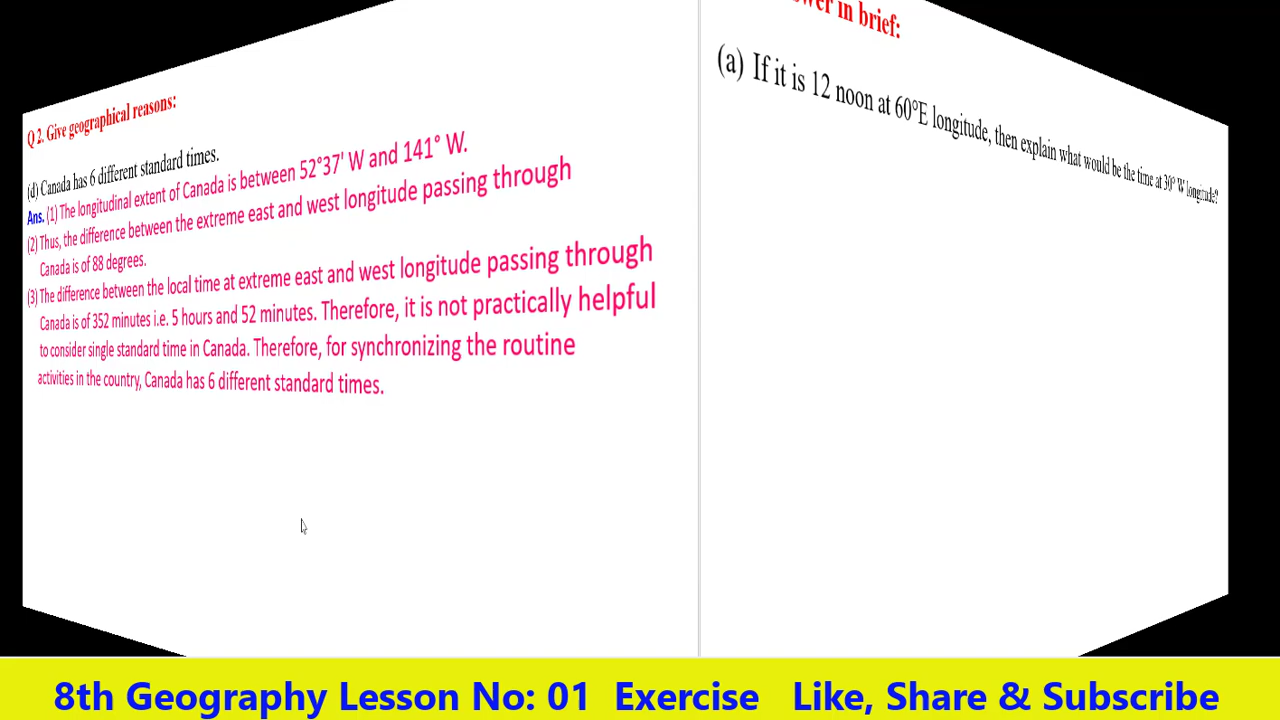 Q 2. Give geographical reasons:
(d) Canada has 6 different standard times.
Ans. (1) The longitudinal extent of Canada is between 52°37' W and 141° W.
(2) Thus, the difference between the extreme east and west longitude passing through
Canada is of 88 degrees.
(3) The difference between the local time at extreme east and west longitude passing through
Canada is of 352 minutes i.e. 5 hours and 52 minutes. Therefore, it is not practically helpful
to consider single standard time in Canada. Therefore, for synchronizing the routine
activities in the country, Canada has 6 different standard times.
in brief:
(a) If it is 12 noon at 60°E longitude, then explain what would be the time at 30° W longitude?
8th Geography Lesson No: 01 Exercise Like, Share & Subscribe